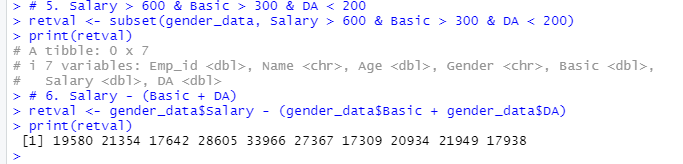 > # 5. Salary > 600 & Basic > 300 & DA < 200
> retval <- subset(gender_data, Salary > 600 & Basic > 300 & DA < 200)
> print(retval)
# A tibble: 0 x 7
# i 7 variables: Emp_id <dbl>, Name <chr>, Age <dbl>, Gender <chr>, Basic <dbl>,
#   Salary <dbl>, DA <dbl>
> # 6. Salary - (Basic + DA)
> retval <- gender_data$Salary - (gender_data$Basic + gender_data$DA)
> print(retval)
 [1] 19580 21354 17642 28605 33966 27367 17309 20934 21949 17938
>